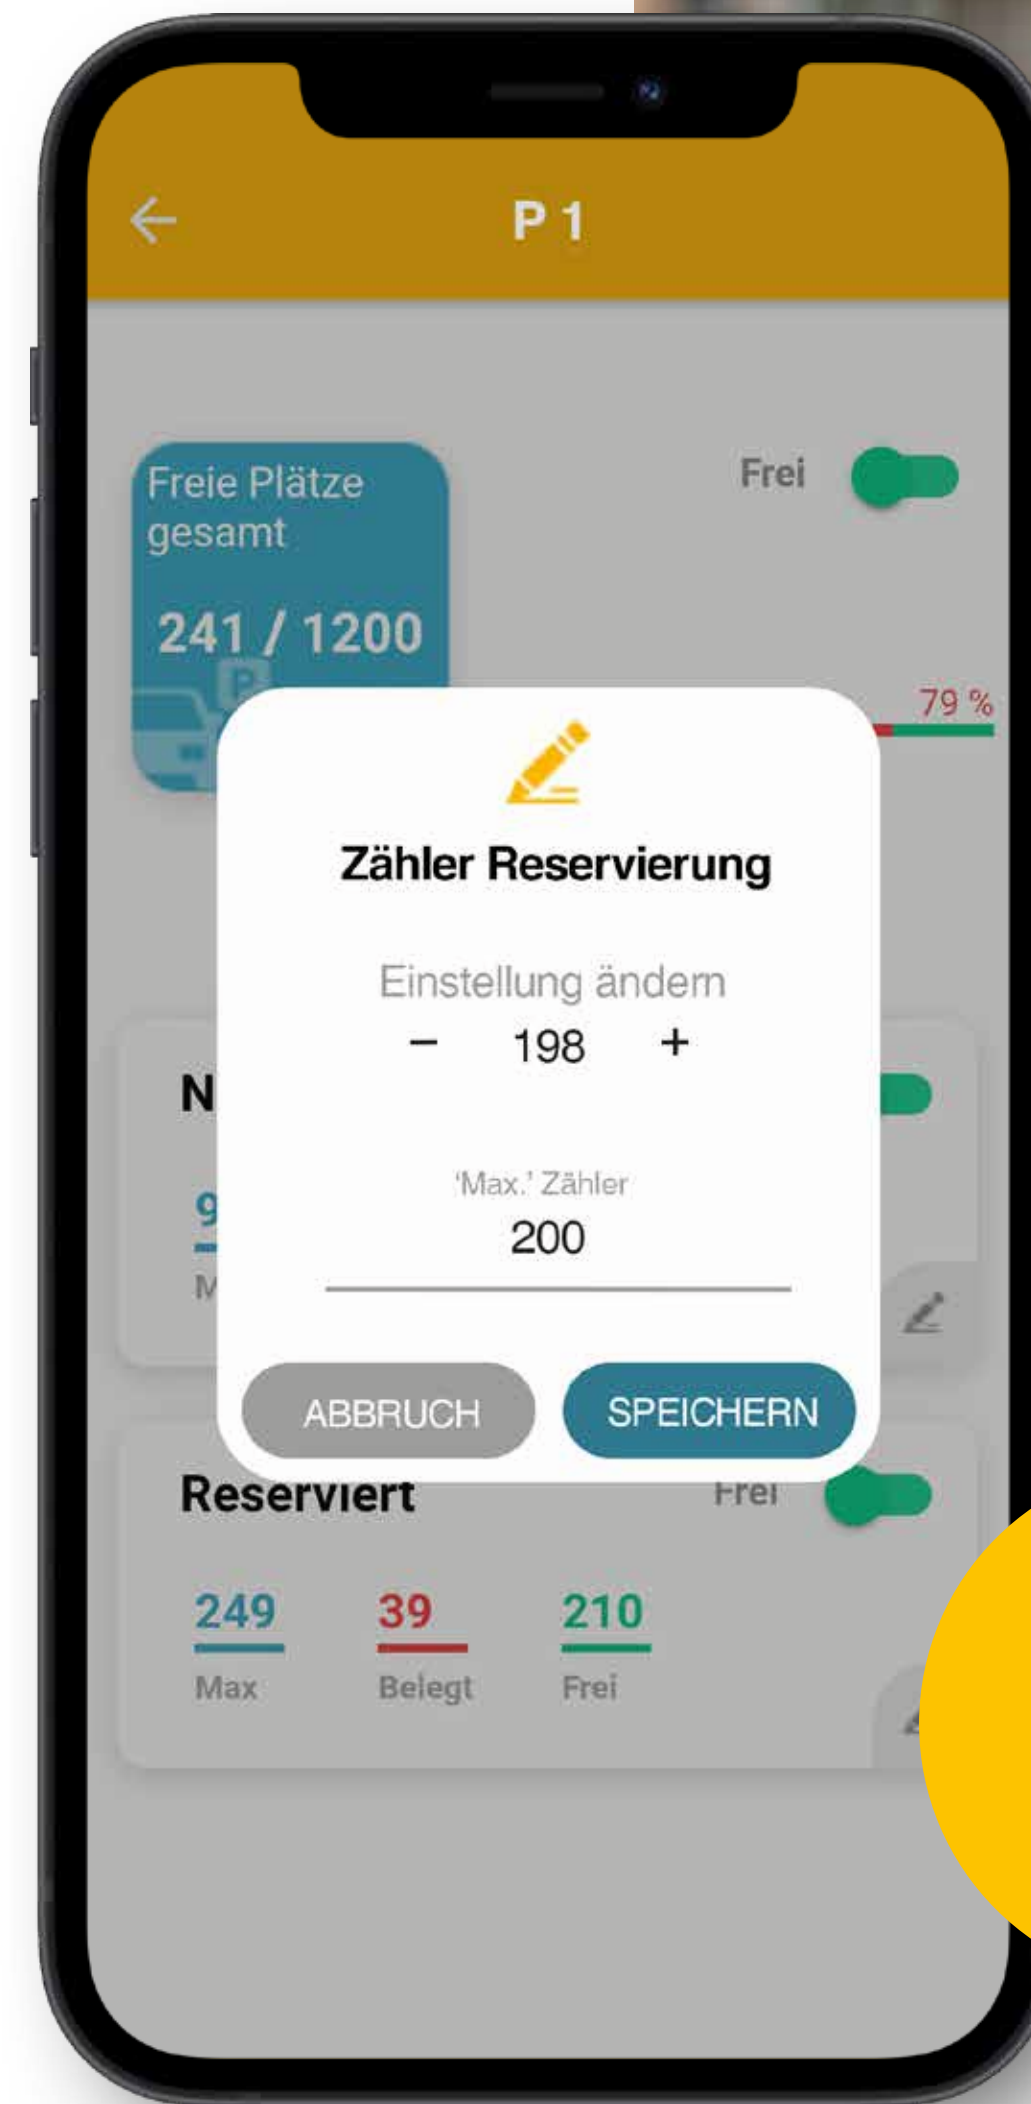 P 1
Freie Plätze
gesamt
Frei
241 / 1200
P
79 %
Zähler Reservierung
Einstellung ändern
- 198 +
'Max.' Zähler
200
ABBRUCH SPEICHERN
Reserviert Frei
249 39 210
Max Belegt Frei